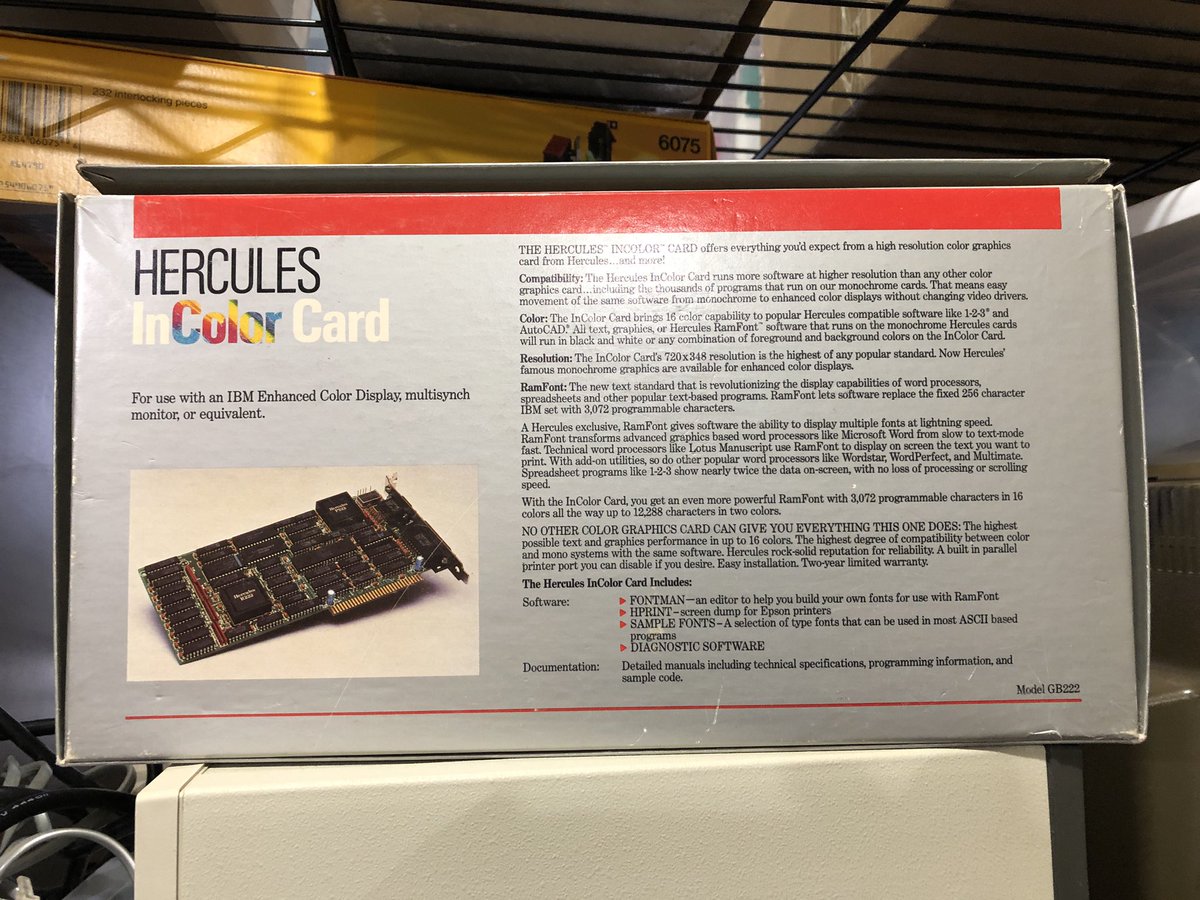 232 interlocking pieces
6075
HERCULES
InColor Card
For use with an IBM Enhanced Color Display, multisynch
monitor, or equivalent.
THE HERCULES™ INCOLOR™ CARD offers everything you'd expect from a high resolution color graphics
card from Hercules...and more!
Compatibility: The Hercules InColor Card runs more software at higher resolution than any other color
graphics card...including the thousands of programs that run on our monochrome cards. That means easy
movement of the same software from monochrome to enhanced color displays without changing video drivers.
Color: The InColor Card brings 16 color capability to popular Hercules compatible software like 1-2-3® and
AutoCAD.® All text, graphics, or Hercules RamFont™ software that runs on the monochrome Hercules cards
will run in black and white or any combination of foreground and background colors on the InColor Card.
Resolution: The InColor Card's 720x348 resolution is the highest of any popular standard. Now Hercules'
famous monochrome graphics are available for enhanced color displays.
RamFont: The new text standard that is revolutionizing the display capabilities of word processors,
spreadsheets and other popular text-based programs. RamFont lets software replace the fixed 256 character
IBM set with 3,072 programmable characters.
A Hercules exclusive, RamFont gives software the ability to display multiple fonts at lightning speed.
RamFont transforms advanced graphics based word processors like Microsoft Word from slow to text-mode
fast. Technical word processors like Lotus Manuscript use RamFont to display on screen the text you want to
print. With add-on utilities, so do other popular word processors like Wordstar, WordPerfect, and Multimate.
Spreadsheet programs like 1-2-3 show nearly twice the data on-screen, with no loss of processing or scrolling
speed.
With the InColor Card, you get an even more powerful RamFont with 3,072 programmable characters in 16
colors all the way up to 12,288 characters in two colors.
NO OTHER COLOR GRAPHICS CARD CAN GIVE YOU EVERYTHING THIS ONE DOES: The highest
possible text and graphics performance in up to 16 colors. The highest degree of compatibility between color
and mono systems with the same software. Hercules rock-solid reputation for reliability. A built in parallel
printer port you can disable if you desire. Easy installation. Two-year limited warranty.
The Hercules InColor Card Includes:
Software: ▶ FONTMAN—an editor to help you build your own fonts for use with RamFont
▶ HPRINT–screen dump for Epson printers
▶ SAMPLE FONTS–A selection of type fonts that can be used in most ASCII based
programs
▶ DIAGNOSTIC SOFTWARE
Documentation: Detailed manuals including technical specifications, programming information, and
sample code.
Model GB222